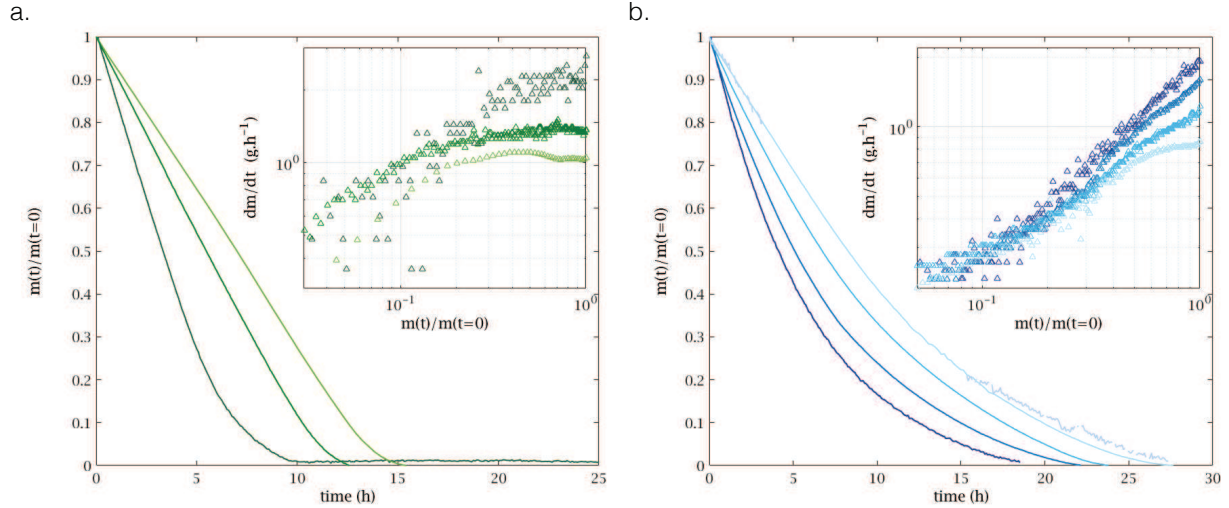 a.
1
0.9
0.8
0.7
0.6
0.5
0.4
0.3
0.2
0.1
0
0 5 10 15 20 25
time (h)
m(t)/m(t=0)
dm/dt (g.h⁻¹)
10⁰
10⁻¹ 10⁰
m(t)/m(t=0)
b.
1
0.9
0.8
0.7
0.6
0.5
0.4
0.3
0.2
0.1
0
0 5 10 15 20 25 30
time (h)
m(t)/m(t=0)
dm/dt (g.h⁻¹)
10⁰
10⁻¹ 10⁰
m(t)/m(t=0)